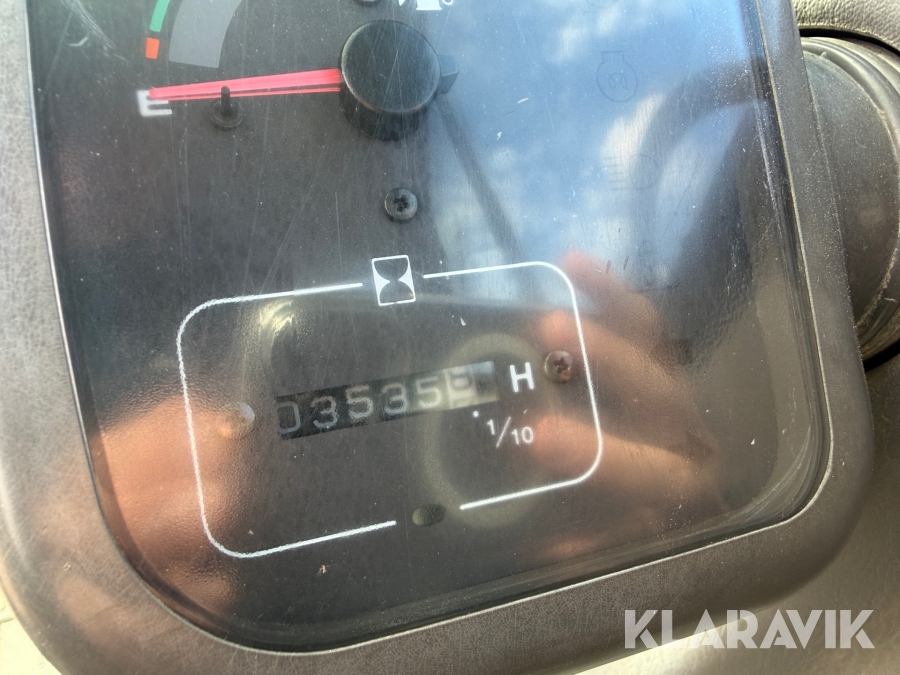 E
03535 H
1/10
KLARAVIK